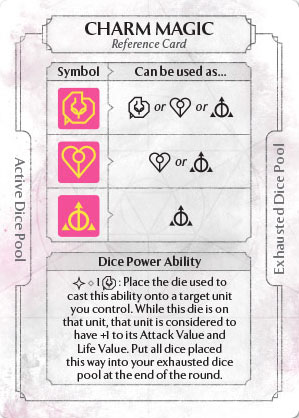 CHARM MAGIC
Reference Card
Symbol
Can be used as...
or or
or
Active Dice Pool
Exhausted Dice Pool
Dice Power Ability
1 : Place the die used to
cast this ability onto a target unit
you control. While this die is on
that unit, that unit is considered to
have +1 to its Attack Value and
Life Value. Put all dice placed
this way into your exhausted dice
pool at the end of the round.